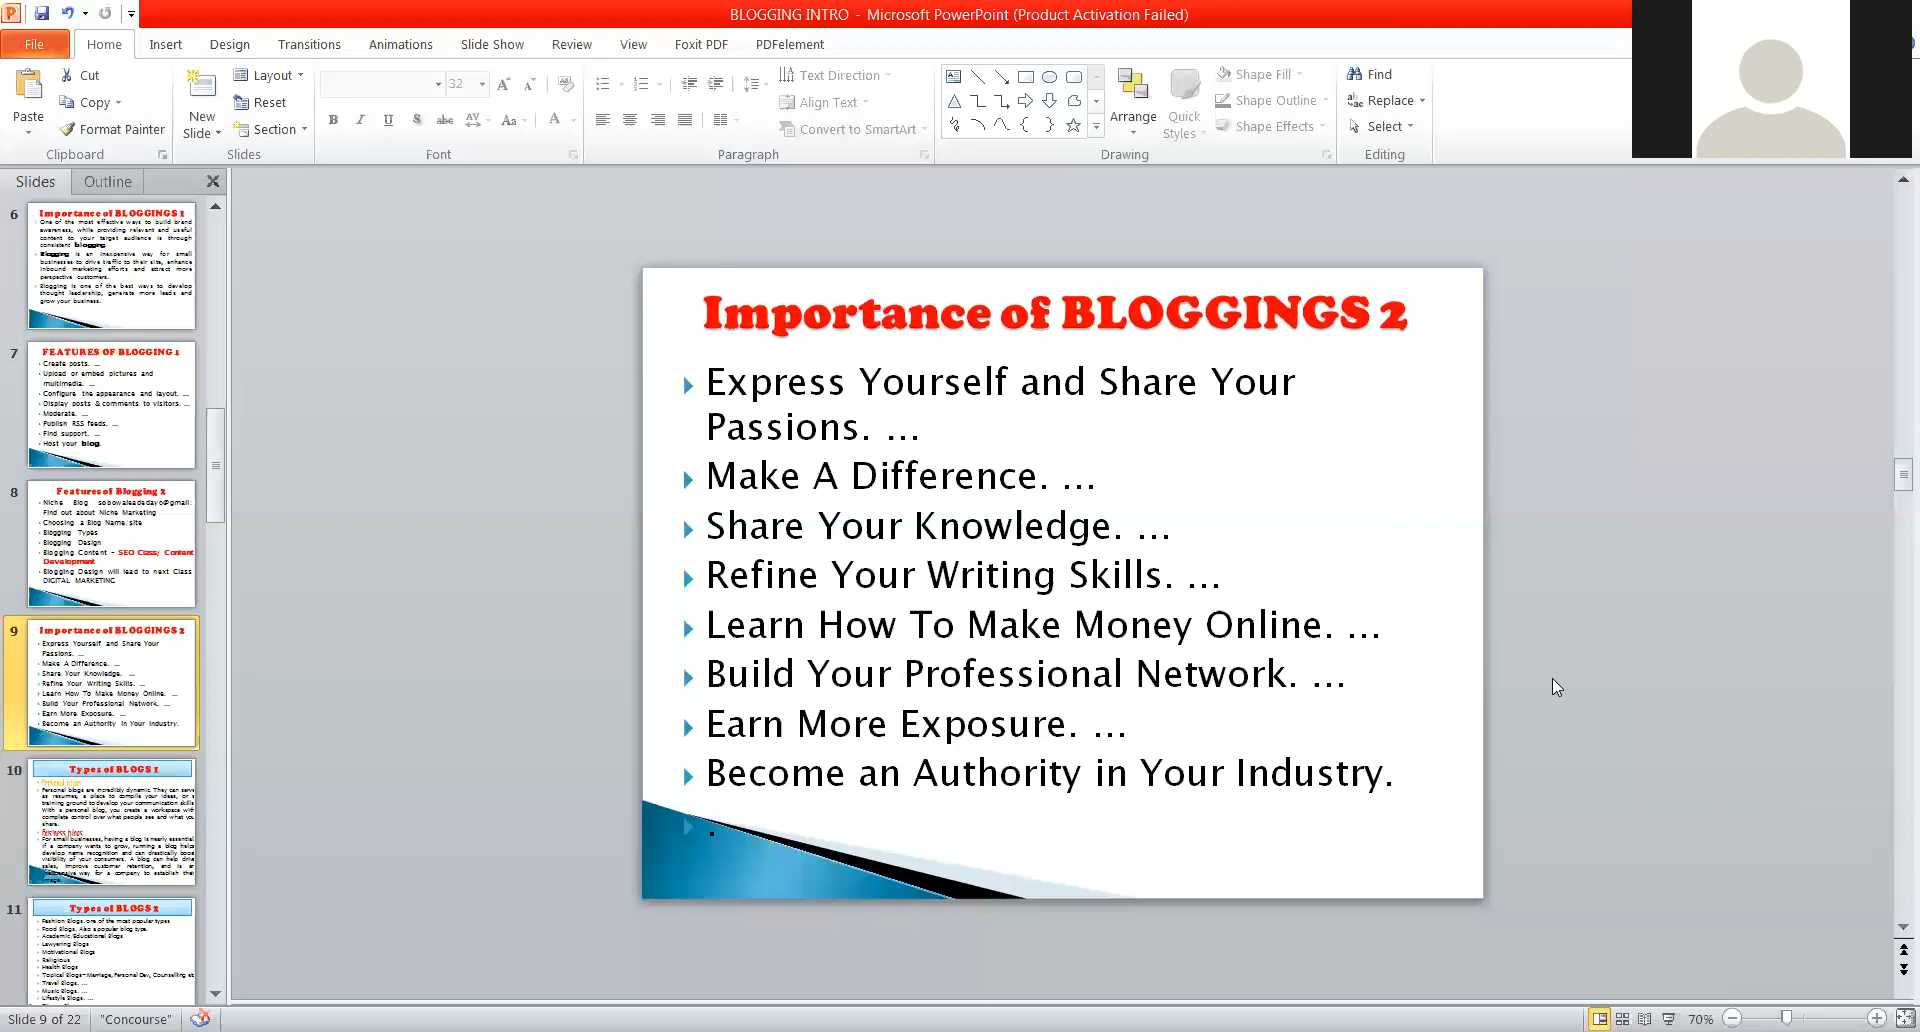 BLOGGING INTRO - Microsoft PowerPoint (Product Activation Failed)
File Home Insert Design Transitions Animations Slide Show Review View Foxit PDF PDFelement
Paste
Cut
Copy
Format Painter
Clipboard
New
Slide
Layout
Reset
Section
Slides
32
B I U S abc AV Aa A
Font
Text Direction
Align Text
Convert to SmartArt
Paragraph
Arrange
Quick
Styles
Shape Fill
Shape Outline
Shape Effects
Drawing
Find
Replace
Select
Editing
Slides Outline
6
Importance of BLOGGINGS 1
One of the most effective ways to build brand
awareness, while providing relevant and useful
content to your target audience is through
consistent blogging.
Blogging is an inexpensive way for small
businesses to drive traffic to their site, enhance
inbound marketing efforts and attract more
perspective customers.
Blogging is one of the best ways to develop
thought leadership, generate more leads and
grow your business.
7
FEATURES OF BLOGGING 1
Create posts. ...
Upload or embed pictures and
multimedia. ...
Configure the appearance and layout. ...
Display posts & comments to visitors. ...
Moderate. ...
Publish RSS feeds. ...
Find support. ...
Host your blog.
8
Features of Blogging 2
Niche Blog
Find out about Niche Marketing
Choosing a Blog Name/site
Blogging Types
Blogging Design
Blogging Content - SEO Class/ Content
Development
Blogging Design will lead to next Class
DIGITAL MARKETING
9
Importance of BLOGGINGS 2
Express Yourself and Share Your
Passions. ...
Make A Difference. ...
Share Your Knowledge. ...
Refine Your Writing Skills. ...
Learn How To Make Money Online. ...
Build Your Professional Network. ...
Earn More Exposure. ...
Become an Authority in Your Industry.
10
Types of BLOGS 1
Personal blogs
Personal blogs are incredibly dynamic. They can serve
as resumes, a place to compile your ideas, or a
training ground to develop your communication skills.
With a personal blog, you create a workspace with
complete control over what people see and what you
share.
Business blogs
For small businesses, having a blog is nearly essential.
If a company wants to grow, running a blog helps
develop name recognition and can drastically boost
visibility of your consumers. A blog can help drive
sales, improve customer retention, and is an
inexpensive way for a company to establish their
image.
11
Types of BLOGS 2
Fashion Blogs. one of the most popular types
Food Blogs. Also a popular blog type.
Academic/Educational Blogs
Lawyering Blogs
Motivational Blogs
Religious
Health Blogs
Topical Blogs-Marriage, Personal Dev, Counselling etc
Travel Blogs. ...
Music Blogs. ...
Lifestyle Blogs. ...
Importance of BLOGGINGS 2
Express Yourself and Share Your
Passions. ...
Make A Difference. ...
Share Your Knowledge. ...
Refine Your Writing Skills. ...
Learn How To Make Money Online. ...
Build Your Professional Network. ...
Earn More Exposure. ...
Become an Authority in Your Industry.
.
Slide 9 of 22 "Concourse" 70%